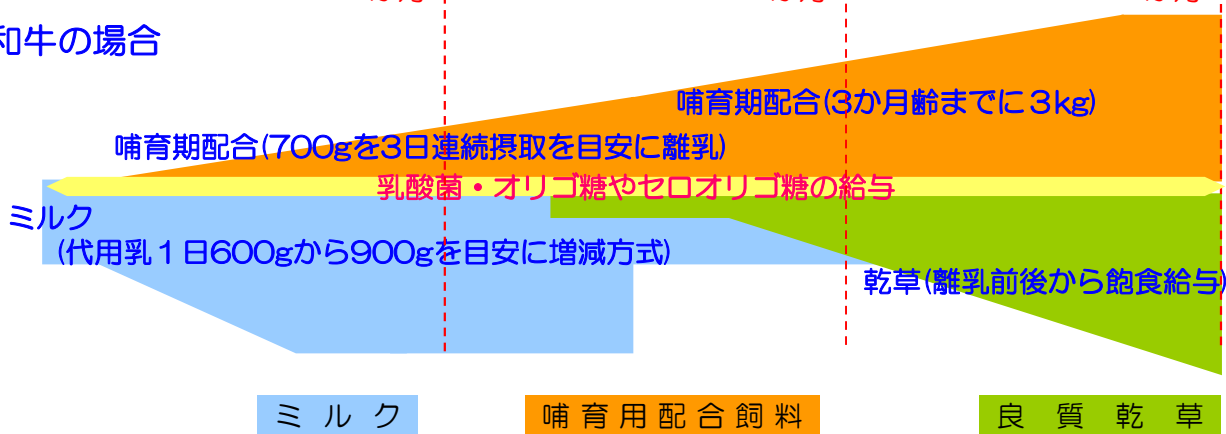 和牛の場合
哺育期配合(3か月齢までに3kg)
哺育期配合(700gを3日連続摂取を目安に離乳)
乳酸菌・オリゴ糖やセロオリゴ糖の給与
ミルク
(代用乳1日600gから900gを目安に増減方式)
乾草(離乳前後から飽食給与)
ミルク
哺育用配合飼料
良質乾草